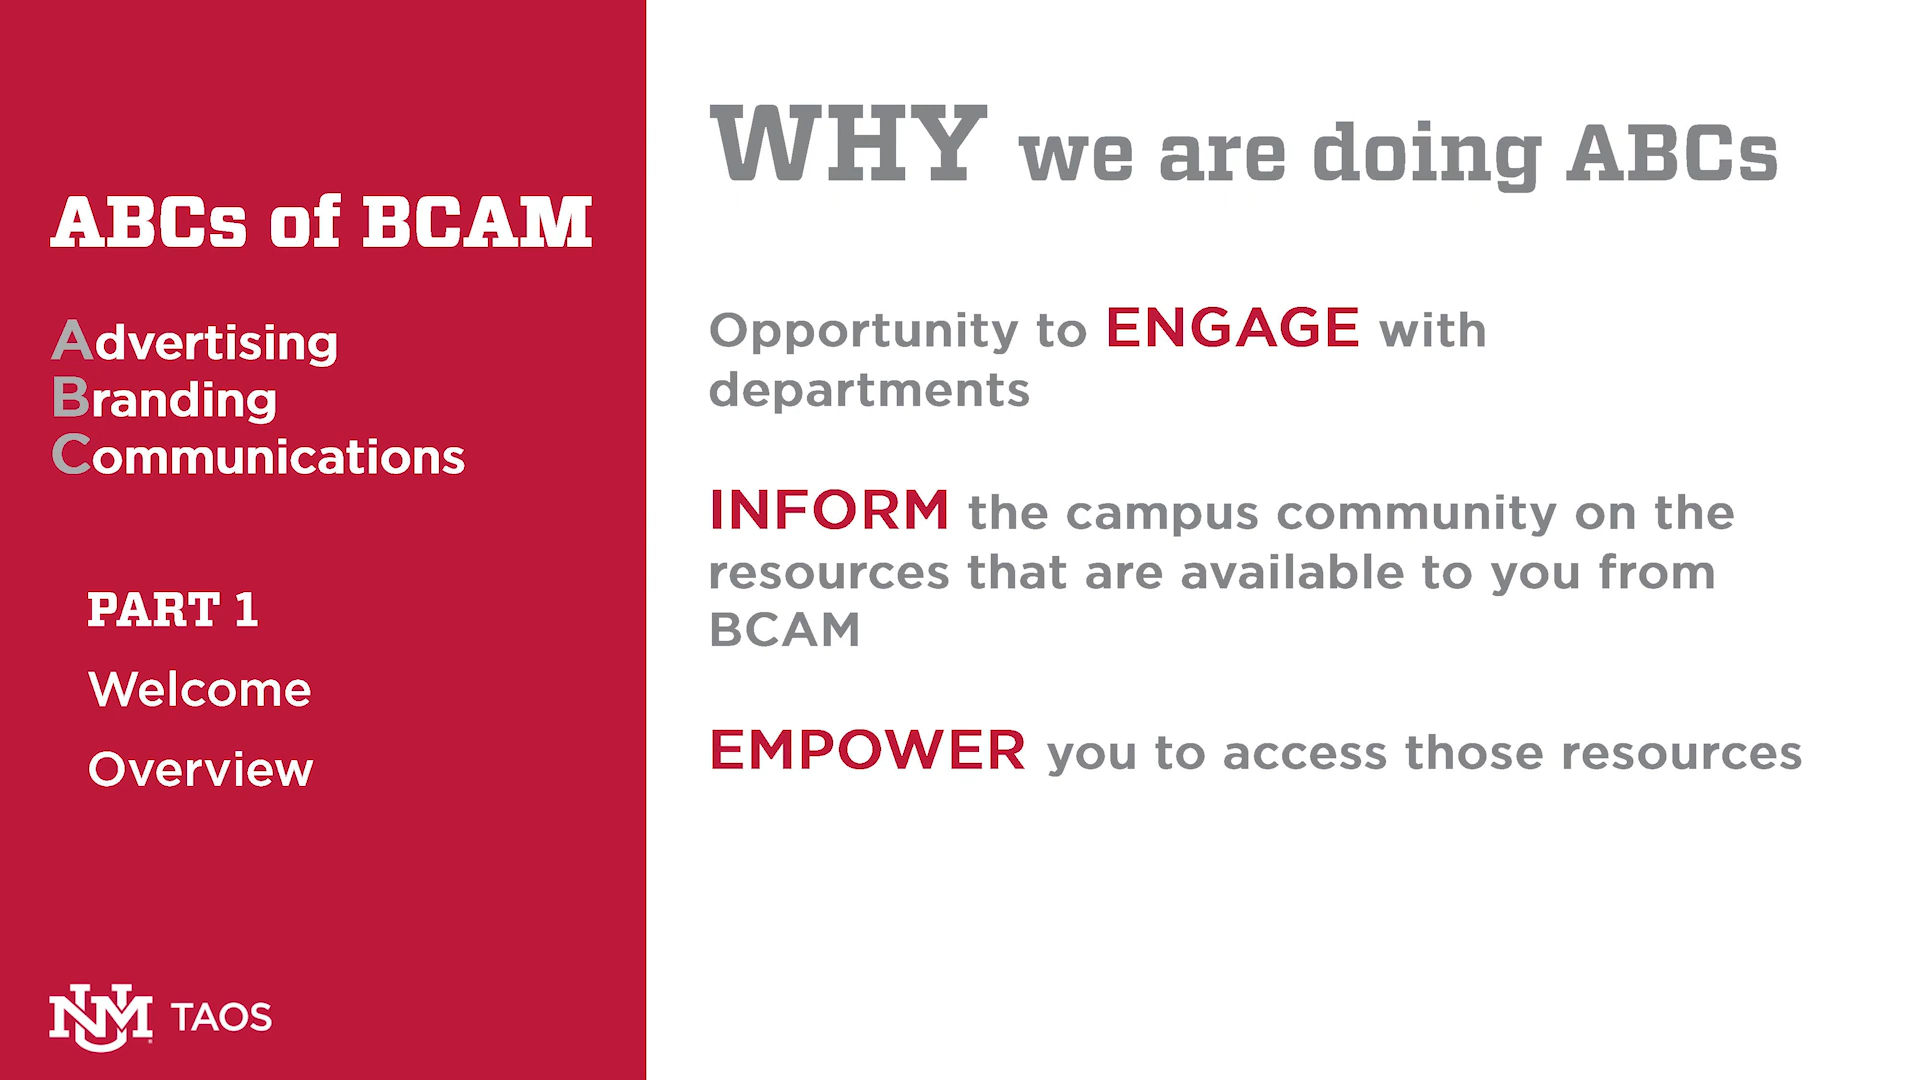 ABCs of BCAM
Advertising
Branding
Communications
PART 1
Welcome
Overview
UNM TAOS
WHY we are doing ABCs
Opportunity to ENGAGE with
departments
INFORM the campus community on the
resources that are available to you from
BCAM
EMPOWER you to access those resources